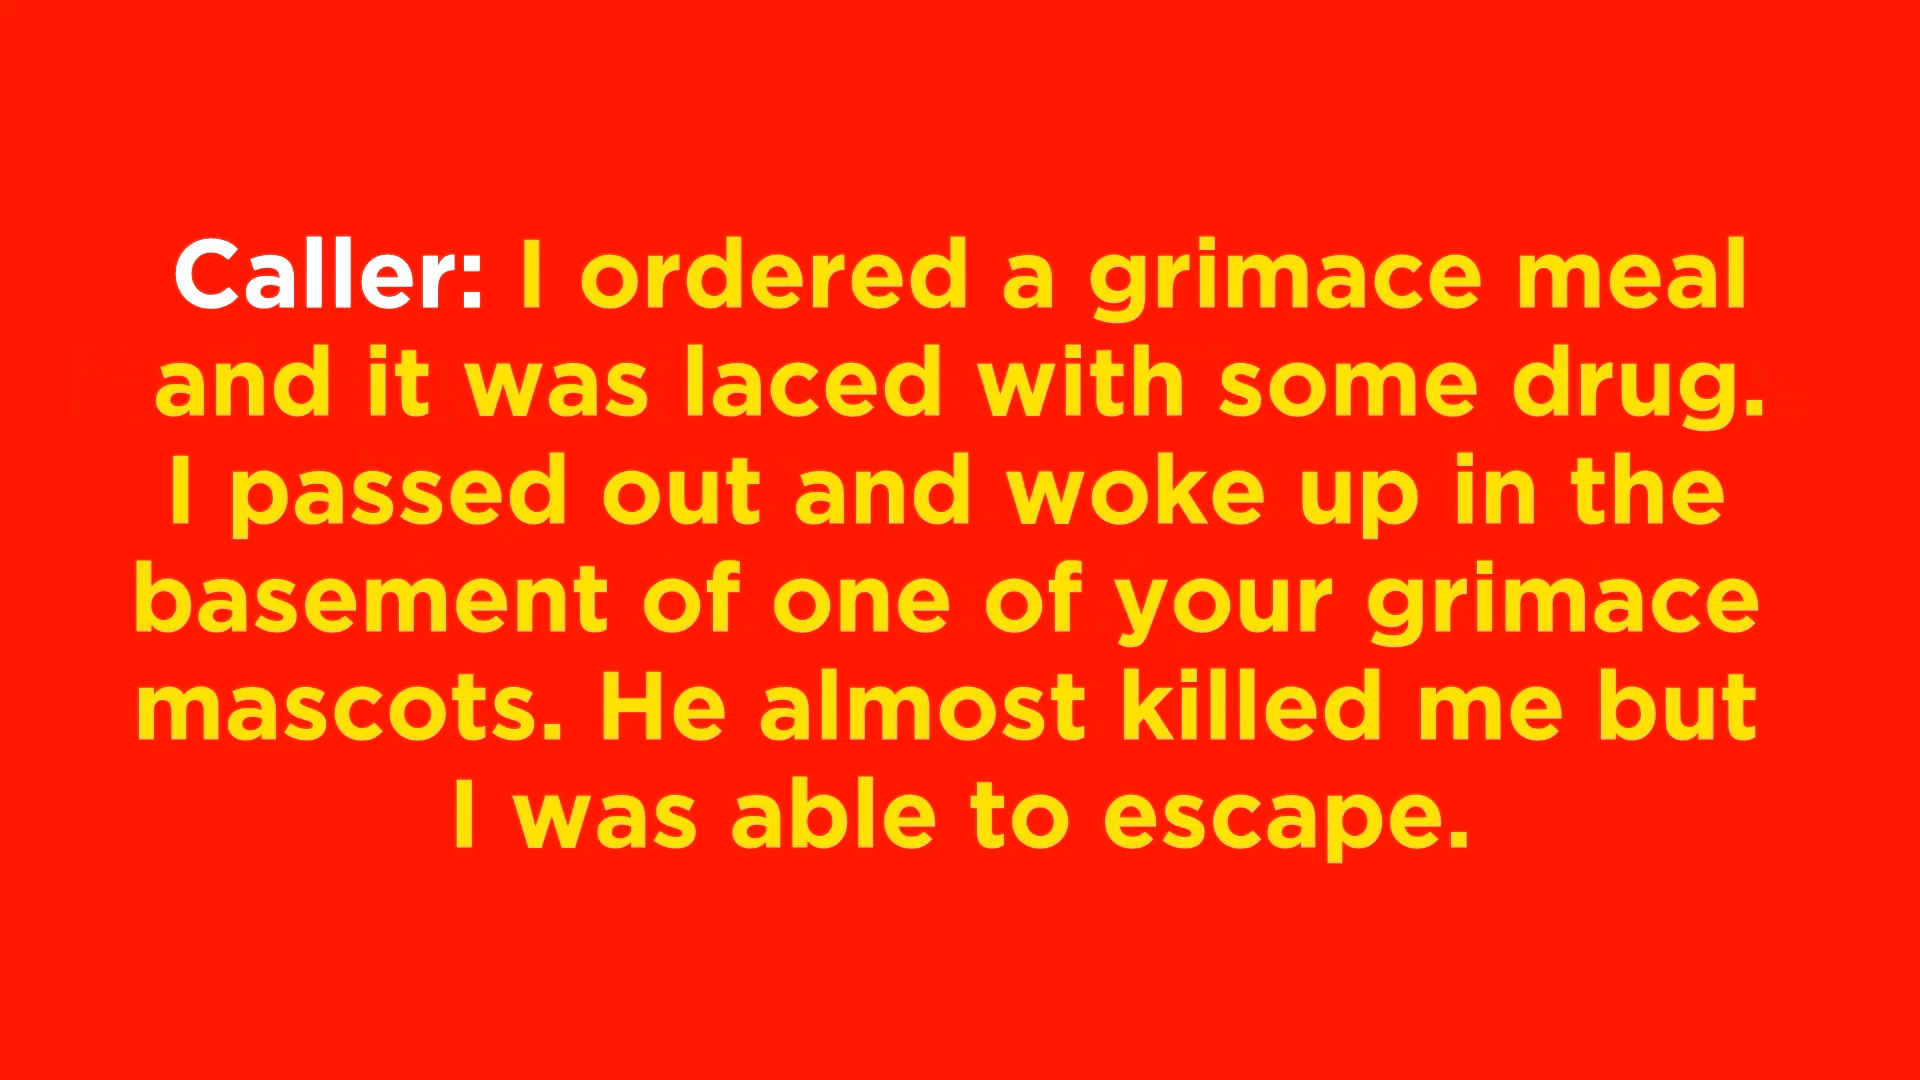 Caller: I ordered a grimace meal
and it was laced with some drug.
I passed out and woke up in the
basement of one of your grimace
mascots. He almost killed me but
I was able to escape.